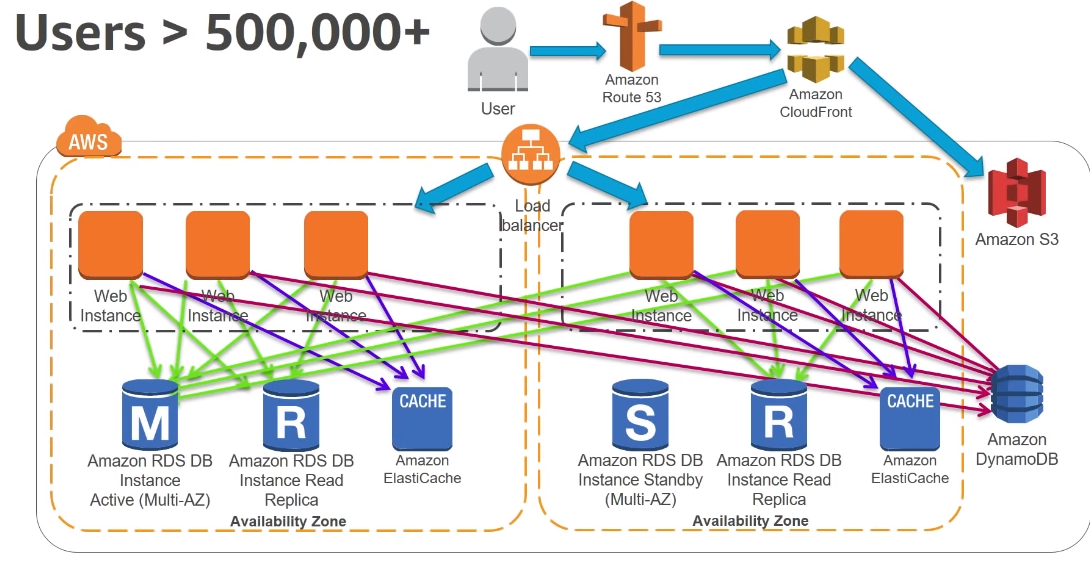 Users > 500,000+
User
Amazon
Route 53
Amazon
CloudFront
AWS
Load
balancer
Amazon S3
Web
Instance
Web
Instance
Web
Instance
Web
Instance
Web
Instance
Web
Instance
M
Amazon RDS DB
Instance
Active (Multi-AZ)
R
Amazon RDS DB
Instance Read
Replica
CACHE
Amazon
ElastiCache
Availability Zone
S
Amazon RDS DB
Instance Standby
(Multi-AZ)
R
Amazon RDS DB
Instance Read
Replica
CACHE
Amazon
ElastiCache
Availability Zone
Amazon
DynamoDB